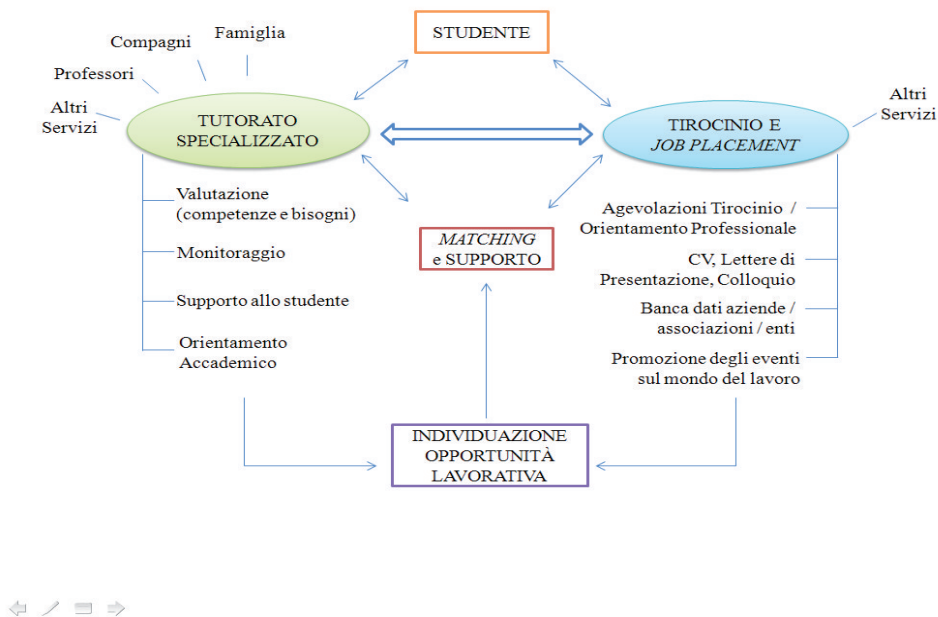 STUDENTE
Famiglia
Compagni
Professori
Altri
Servizi
TUTORATO
SPECIALIZZATO
TIROCINIO E
JOB PLACEMENT
Altri
Servizi
Valutazione
(competenze e bisogni)
Monitoraggio
Supporto allo studente
Orientamento
Accademico
MATCHING
e SUPPORTO
Agevolazioni Tirocinio /
Orientamento Professionale
CV, Lettere di
Presentazione, Colloquio
Banca dati aziende /
associazioni / enti
Promozione degli eventi
sul mondo del lavoro
INDIVIDUAZIONE
OPPORTUNITÀ
LAVORATIVA